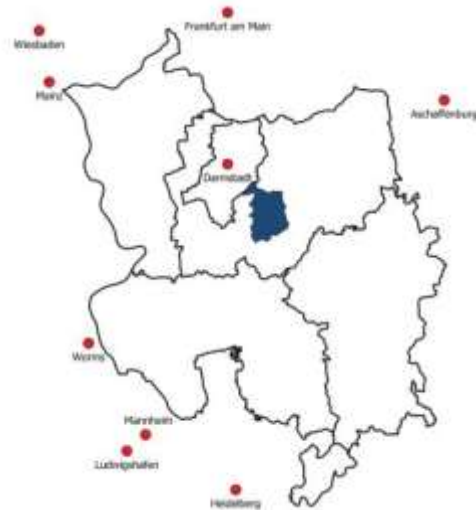 Frankfurt am Main
Wiesbaden
Mainz
Aschaffenburg
Darmstadt
Worms
Mannheim
Ludwigshafen
Heidelberg